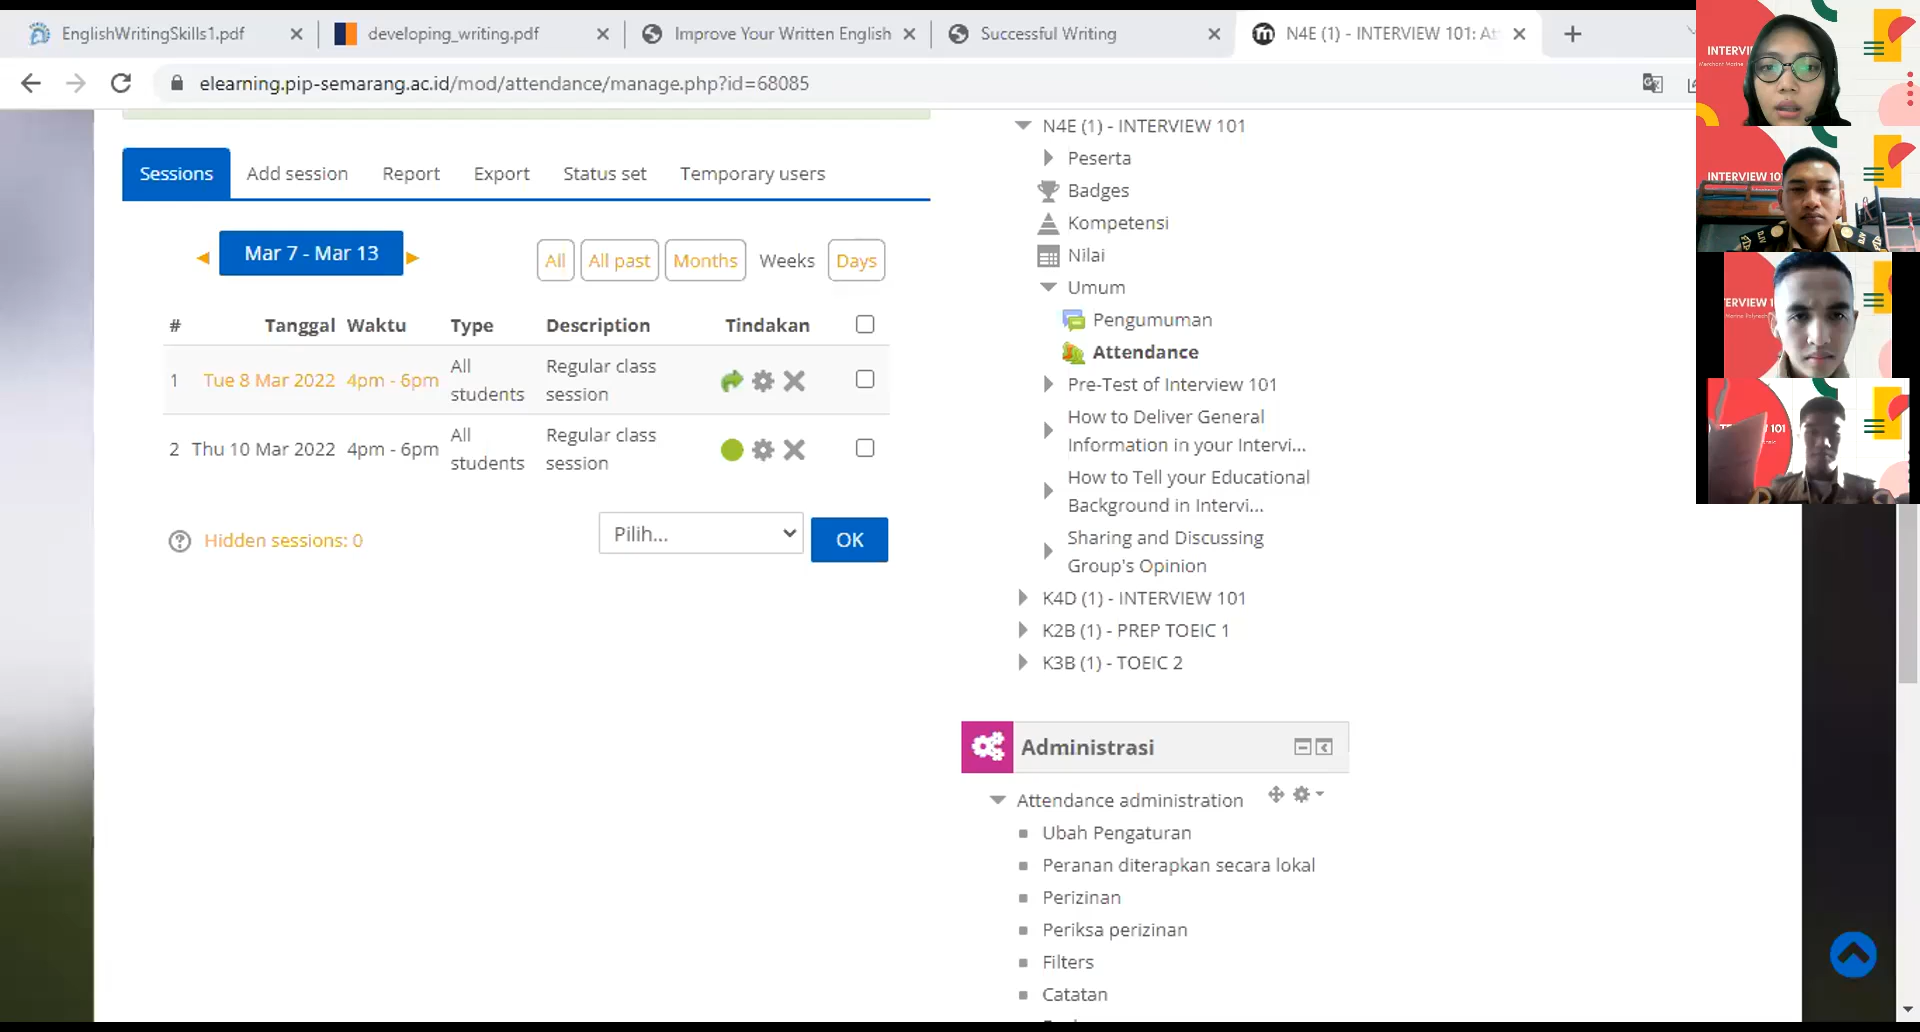 EnglishWritingSkills1.pdf
developing_writing.pdf
Improve Your Written English
Successful Writing
N4E (1) - INTERVIEW 101: At
elearning.pip-semarang.ac.id/mod/attendance/manage.php?id=68085
Sessions
Add session
Report
Export
Status set
Temporary users
Mar 7 - Mar 13
All
All past
Months
Weeks
Days
# Tanggal Waktu Type Description Tindakan
1 Tue 8 Mar 2022 4pm - 6pm All students Regular class session
2 Thu 10 Mar 2022 4pm - 6pm All students Regular class session
Hidden sessions: 0
Pilih...
OK
N4E (1) - INTERVIEW 101
Peserta
Badges
Kompetensi
Nilai
Umum
Pengumuman
Attendance
Pre-Test of Interview 101
How to Deliver General
Information in your Intervi...
How to Tell your Educational
Background in Intervi...
Sharing and Discussing
Group's Opinion
K4D (1) - INTERVIEW 101
K2B (1) - PREP TOEIC 1
K3B (1) - TOEIC 2
Administrasi
Attendance administration
Ubah Pengaturan
Peranan diterapkan secara lokal
Perizinan
Periksa perizinan
Filters
Catatan
INTERVI
INTERVIEW 10
ERVIEW 1
101